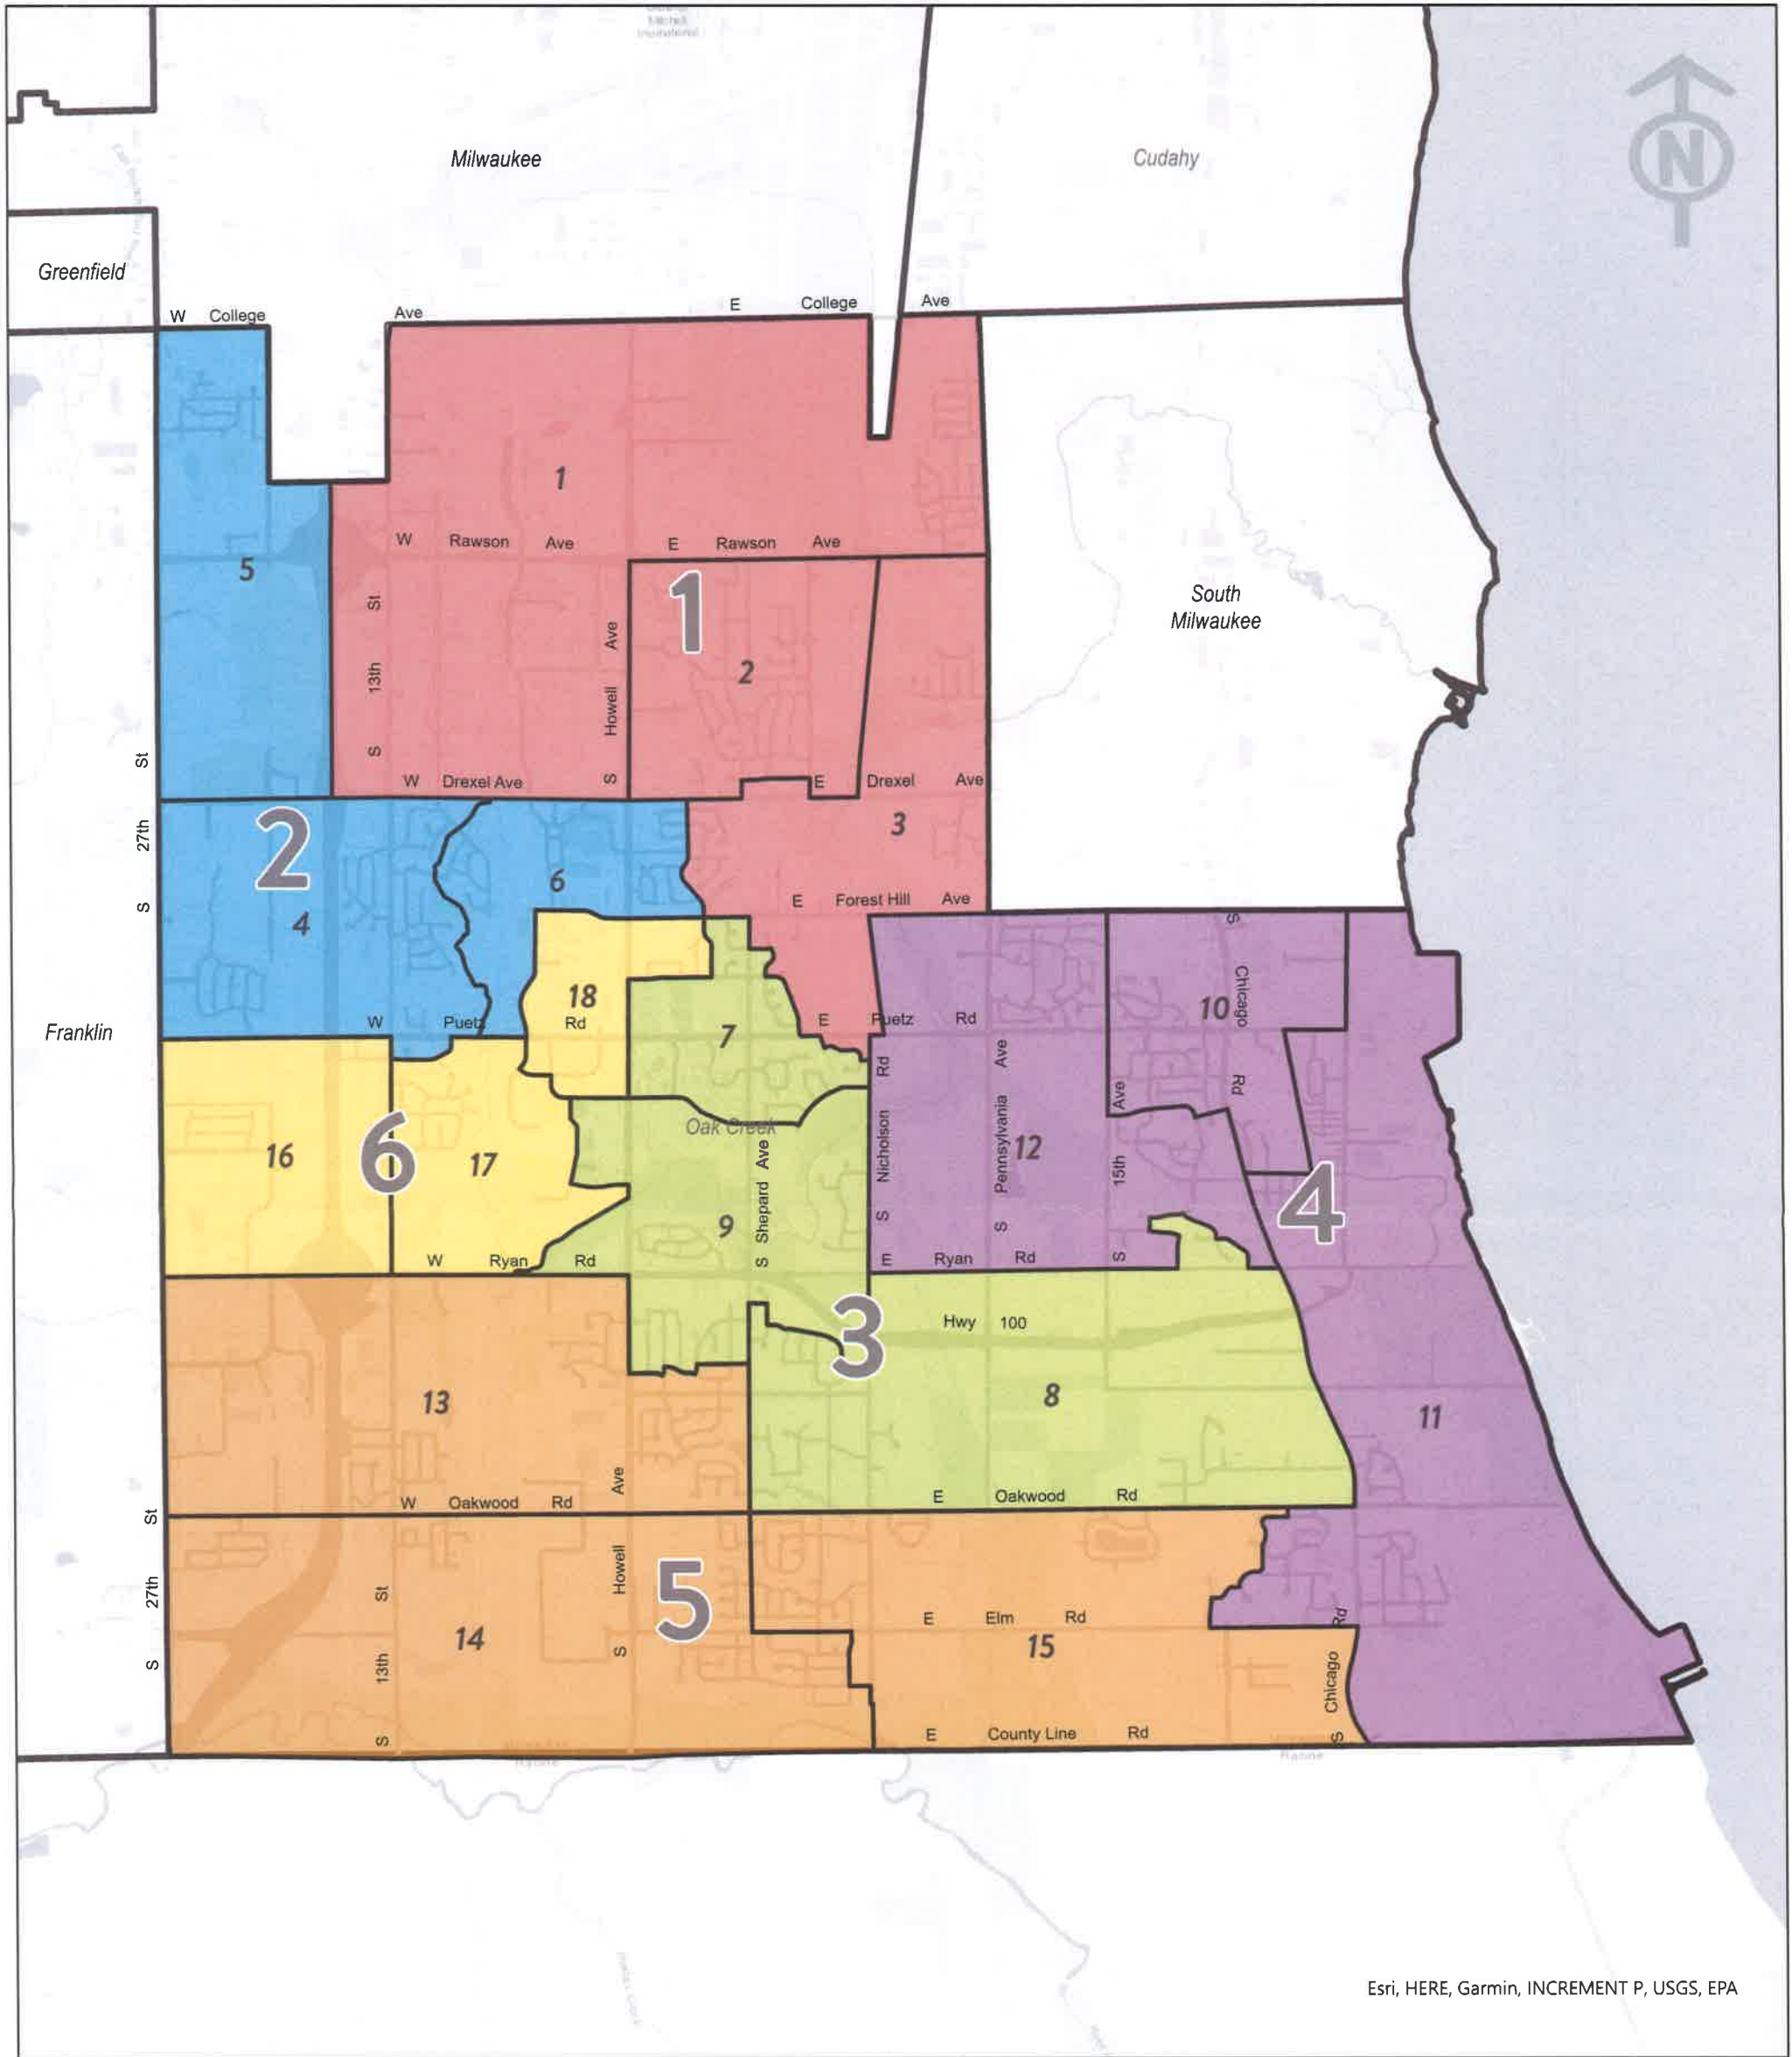 Mitchell
International
Milwaukee
Cudahy
N
Greenfield
W College Ave
E College Ave
1
5
W Rawson Ave
E Rawson Ave
1
South
Milwaukee
S 13th St
S Howell Ave
2
W Drexel Ave
E Drexel Ave
S 27th St
2
3
6
4
E Forest Hill Ave
18
10
S Chicago Rd
Franklin
W Puetz Rd
E Puetz Rd
7
S Nicholson Rd
S Pennsylvania Ave
S 15th Ave
Oak Creek
12
16
6
17
S Shepard Ave
9
4
W Ryan Rd
E Ryan Rd
3
Hwy 100
13
8
11
W Oakwood Rd
E Oakwood Rd
S 27th St
S 13th St
S Howell Ave
5
14
E Elm Rd
15
S Chicago Rd
E County Line Rd
Racine
Racine
Esri, HERE, Garmin, INCREMENT P, USGS, EPA